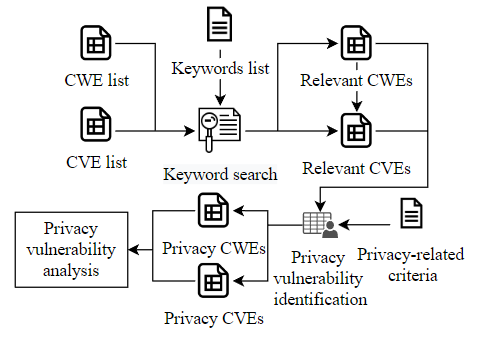 Keywords list
CWE list
Relevant CWEs
CVE list
Keyword search
Relevant CVEs
Privacy
vulnerability
analysis
Privacy CWEs
Privacy CVEs
Privacy
vulnerability
identification
Privacy-related
criteria